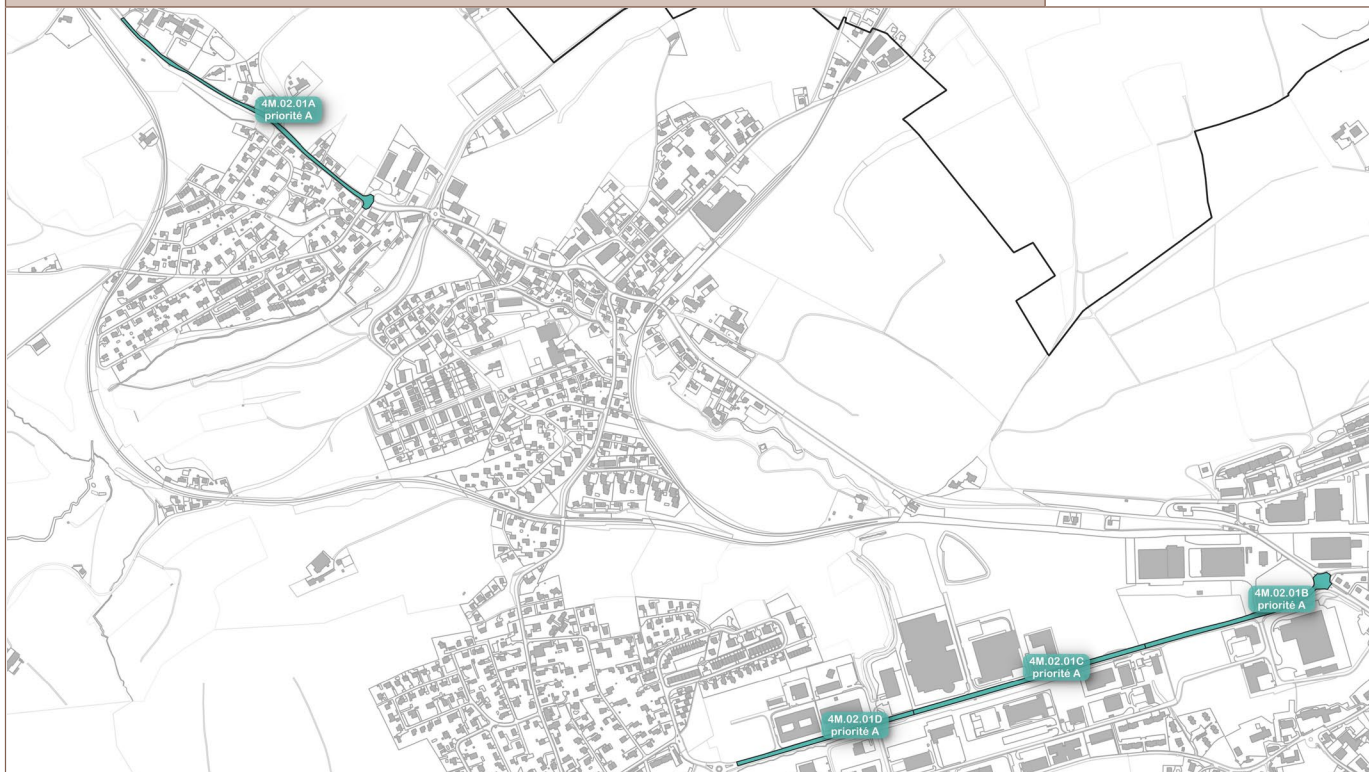 4M.02.01A
priorité A
4M.02.01B
priorité A
4M.02.01C
priorité A
4M.02.01D
priorité A